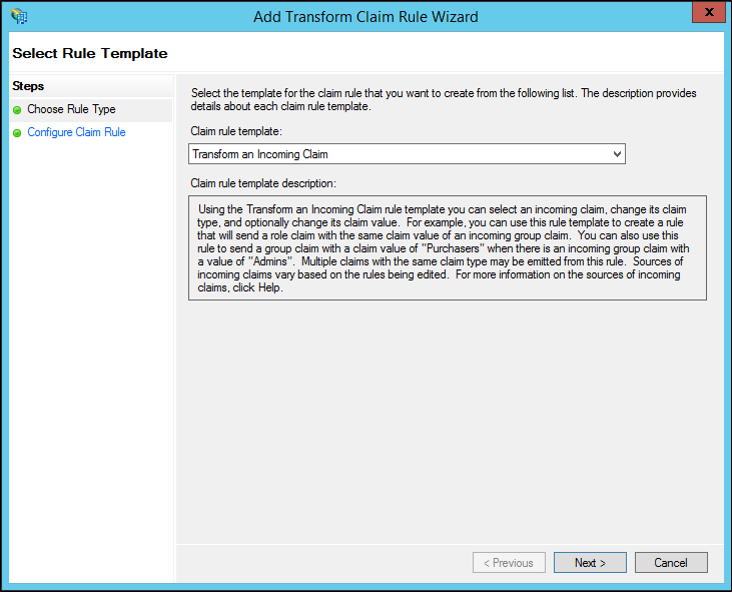 Add Transform Claim Rule Wizard
X
Select Rule Template
Steps
Choose Rule Type
Configure Claim Rule
Select the template for the claim rule that you want to create from the following list. The description provides
details about each claim rule template.
Claim rule template:
Transform an Incoming Claim
Claim rule template description:
Using the Transform an Incoming Claim rule template you can select an incoming claim, change its claim
type, and optionally change its claim value.  For example, you can use this rule template to create a rule
that will send a role claim with the same claim value of an incoming group claim.  You can also use this
rule to send a group claim with a claim value of "Purchasers" when there is an incoming group claim with
a value of "Admins".  Multiple claims with the same claim type may be emitted from this rule.  Sources of
incoming claims vary based on the rules being edited.  For more information on the sources of incoming
claims, click Help.
< Previous
Next >
Cancel